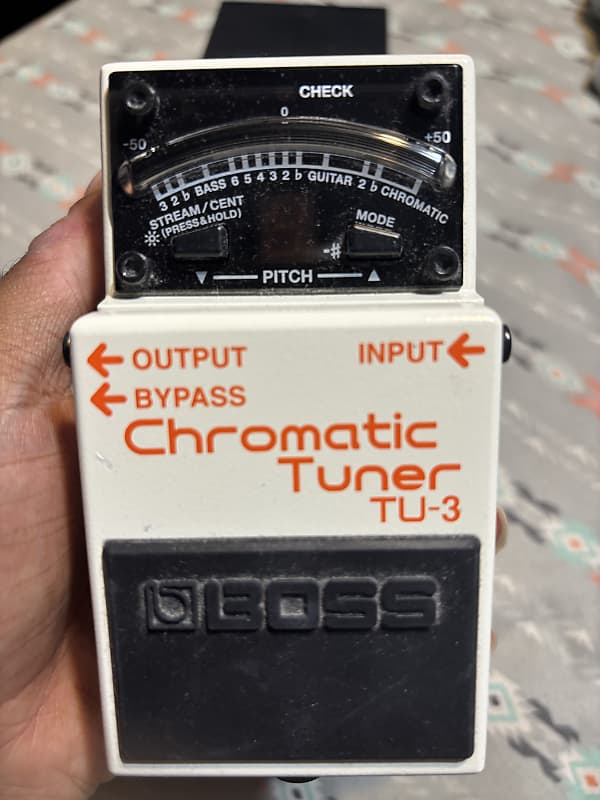 CHECK
0
-50 +50
3 2 ♭ BASS 6 5 4 3 2 ♭ GUITAR 2 ♭ CHROMATIC
STREAM/CENT
(PRESS&HOLD)
MODE
-#
▼ PITCH ▲
← OUTPUT
INPUT ←
← BYPASS
Chromatic
Tuner
TU-3
BOSS